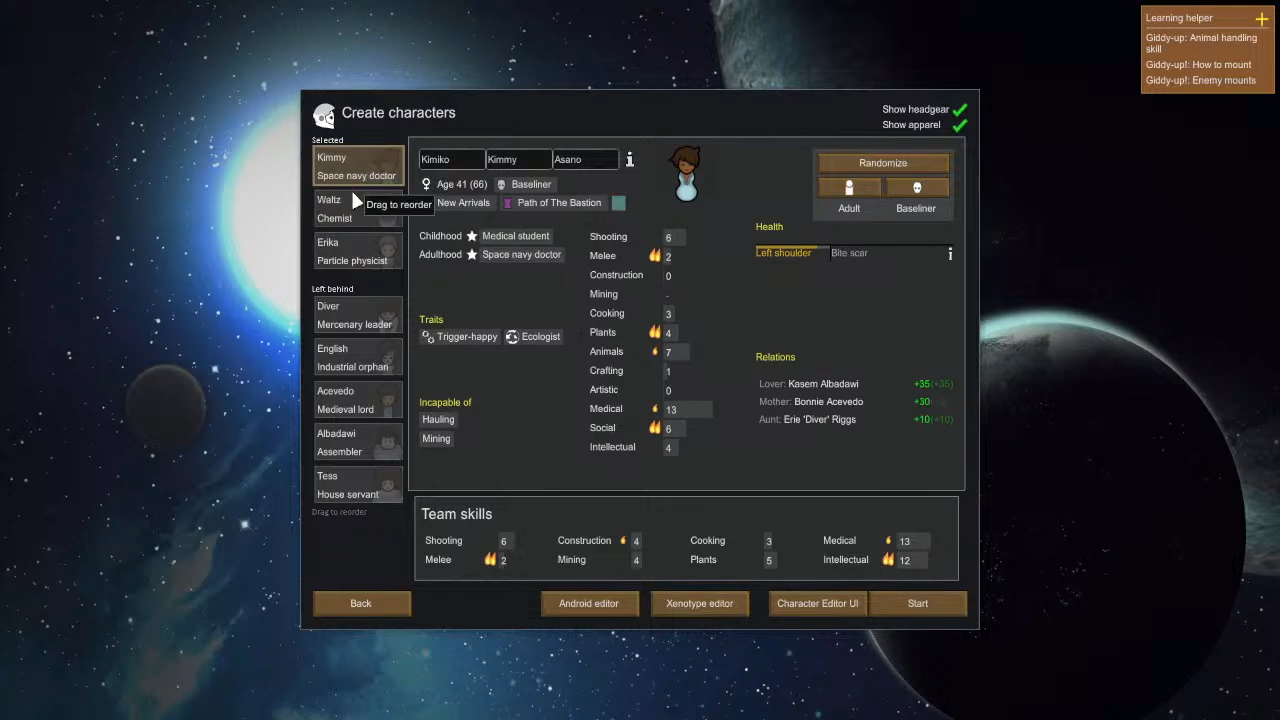 Learning helper
Giddy-up: Animal handling
skill
Giddy-up!: How to mount
Giddy-up!: Enemy mounts
Create characters
Show headgear
Show apparel
Selected
Kimmy
Space navy doctor
Waltz
Chemist
Drag to reorder
Erika
Particle physicist
Left behind
Diver
Mercenary leader
English
Industrial orphan
Acevedo
Medieval lord
Albadawi
Assembler
Tess
House servant
Drag to reorder
Kimiko Kimmy Asano
Age 41 (66) Baseliner
New Arrivals Path of The Bastion
Childhood Medical student
Adulthood Space navy doctor
Traits
Trigger-happy Ecologist
Incapable of
Hauling
Mining
Shooting 6
Melee 2
Construction 0
Mining -
Cooking 3
Plants 4
Animals 7
Crafting 1
Artistic 0
Medical 13
Social 6
Intellectual 4
Randomize
Adult Baseliner
Health
Left shoulder Bite scar
Relations
Lover: Kasem Albadawi +35 (+35)
Mother: Bonnie Acevedo +30
Aunt: Erie 'Diver' Riggs +10 (+10)
Team skills
Shooting 6 Construction 4 Cooking 3 Medical 13
Melee 2 Mining 4 Plants 5 Intellectual 12
Back Android editor Xenotype editor Character Editor UI Start